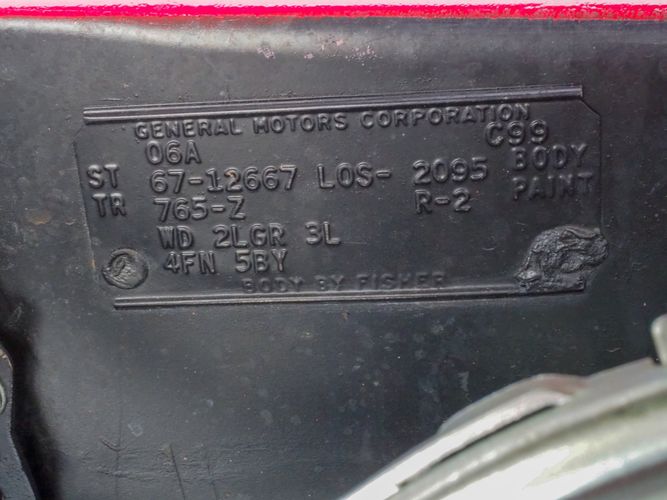 GENERAL MOTORS CORPORATION
06A C99
ST 67-12667 LOS- 2095 BODY
TR 765-Z R-2 PAINT
WD 2LGR 3L
4FN 5BY
BODY BY FISHER